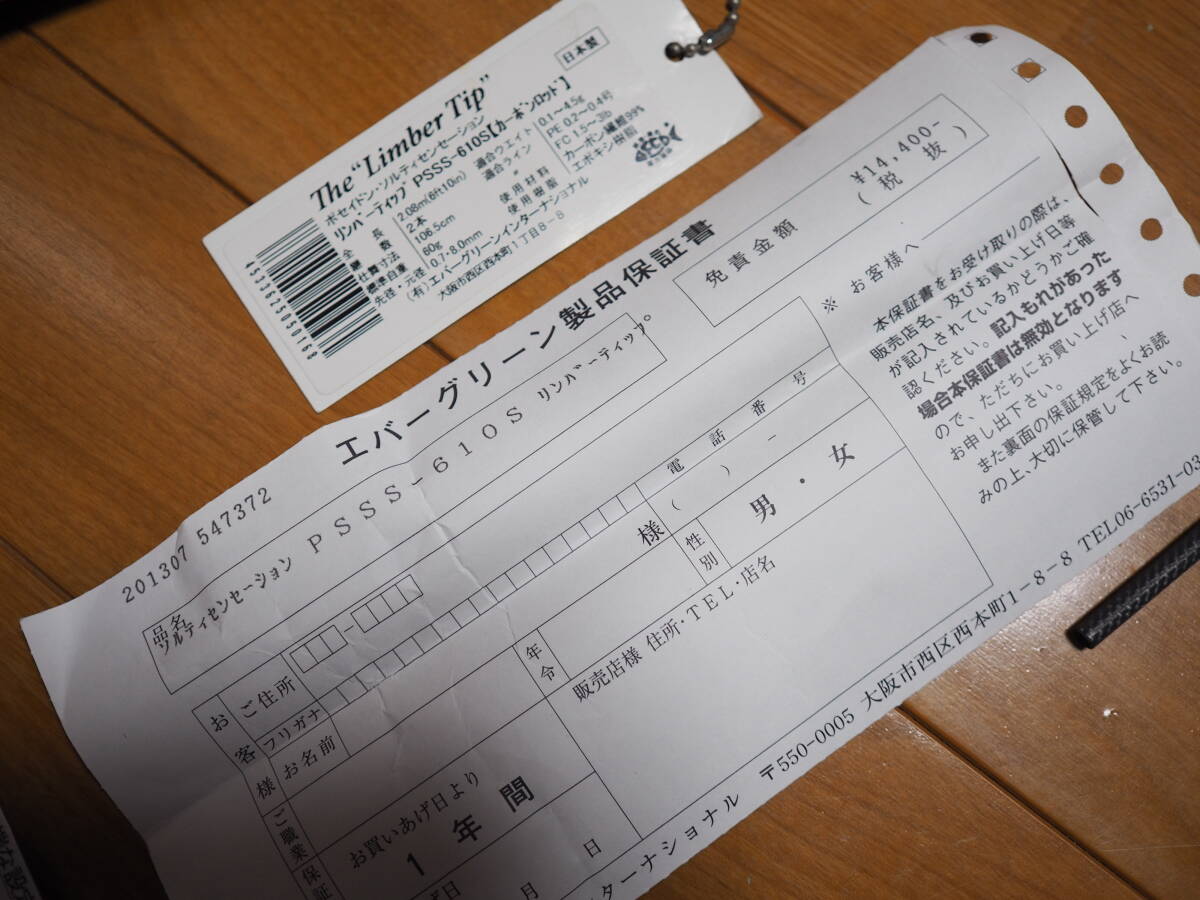 The "Limber Tip"
日本製
ポセイドン・ソルティセンセーション
リンバーティップ PSSS-610S【カーボンロッド】
全長 2.08m(6ft10in) 適合ウエイト 0.1〜4.5g
継数 2本 適合ライン PE 0.2〜0.4号
仕舞寸法 106.5cm 〃 FC 1.5〜3lb
標準自重 60g 使用材料 カーボン繊維99%
先径・元径 0.7-8.0mm 使用樹脂 エポキシ樹脂
(有)エバーグリーンインターナショナル
大阪市西区西本町1丁目8-8
エバーグリーン製品保証書
201307 547372
品名
ソルティセンセーション PSSS-610S リンバーティップ
免責金額
¥14,400-
(税抜)
お客様
ご住所
電話番号
( ) -
フリガナ
お名前
様
性別
男・女
年令
ご職業
販売店様 住所・TEL・店名
保証
お買いあげ日より
1年間
月 日
※ お客様へ
本保証書をお受け取りの際は、
販売店名、及びお買い上げ日等
が記入されているかどうかご確
認ください。記入もれがあった
場合本保証書は無効となります
ので、ただちにお買い上げ店へ
お申し出下さい。
また裏面の保証規定をよくお読
みの上、大切に保管して下さい。
ターナショナル 〒550-0005 大阪市西区西本町1-8-8 TEL06-6531-03